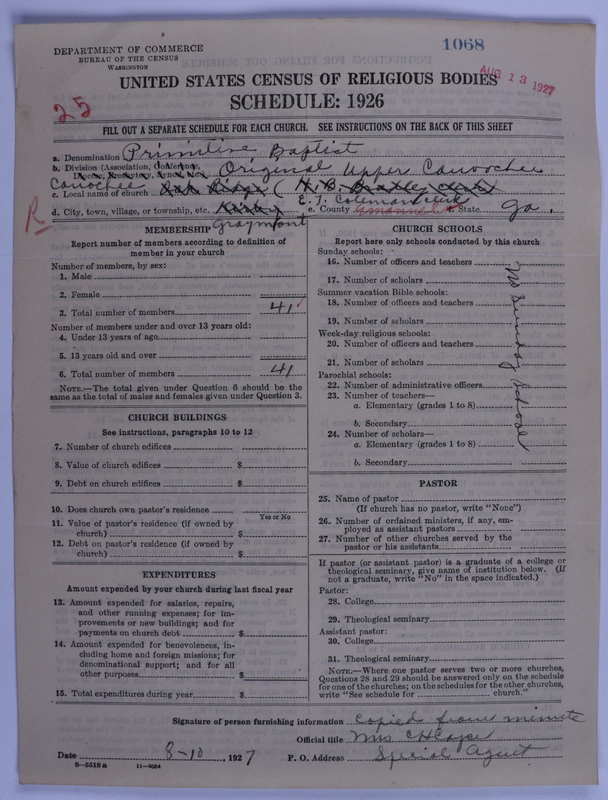 DEPARTMENT OF COMMERCE
BUREAU OF THE CENSUS
WASHINGTON
1068
AUG 13 1927
UNITED STATES CENSUS OF RELIGIOUS BODIES
SCHEDULE: 1926
25
FILL OUT A SEPARATE SCHEDULE FOR EACH CHURCH. SEE INSTRUCTIONS ON THE BACK OF THIS SHEET
a. Denomination Primitive Baptist
b. Division (Association, Conference, Diocese, Presbytery, Synod, etc.) Original Upper Canoochee
Canoochee
c. Local name of church
E. J. Coleman clerk
R
d. City, town, village, or township, etc. Graymont e. County Emanuel State Ga.
MEMBERSHIP
Report number of members according to definition of
member in your church
Number of members, by sex:
1. Male
2. Female
3. Total number of members 41
Number of members under and over 13 years old:
4. Under 13 years of age
5. 13 years old and over
6. Total number of members 41
NOTE.—The total given under Question 6 should be the
same as the total of males and females given under Question 3.
CHURCH BUILDINGS
See instructions, paragraphs 10 to 12
7. Number of church edifices
8. Value of church edifices $
9. Debt on church edifices $
10. Does church own pastor's residence
Yes or No
11. Value of pastor's residence (if owned by
church) $
12. Debt on pastor's residence (if owned by
church) $
EXPENDITURES
Amount expended by your church during last fiscal year
13. Amount expended for salaries, repairs,
and other running expenses; for im-
provements or new buildings; and for
payments on church debt $
14. Amount expended for benevolences, in-
cluding home and foreign missions; for
denominational support; and for all
other purposes $
15. Total expenditures during year $
CHURCH SCHOOLS
Report here only schools conducted by this church
Sunday schools:
16. Number of officers and teachers
17. Number of scholars
Summer vacation Bible schools:
18. Number of officers and teachers
19. Number of scholars
Week-day religious schools:
20. Number of officers and teachers
21. Number of scholars
Parochial schools:
22. Number of administrative officers
23. Number of teachers—
a. Elementary (grades 1 to 8)
b. Secondary
24. Number of scholars—
a. Elementary (grades 1 to 8)
b. Secondary
No Sunday School
PASTOR
25. Name of pastor
(If church has no pastor, write "None")
26. Number of ordained ministers, if any, em-
ployed as assistant pastors
27. Number of other churches served by the
pastor or his assistants
If pastor (or assistant pastor) is a graduate of a college or
theological seminary, give name of institution below. (If
not a graduate, write "No" in the space indicated.)
Pastor:
28. College
29. Theological seminary
Assistant pastor:
30. College
31. Theological seminary
NOTE.—Where one pastor serves two or more churches,
Questions 28 and 29 should be answered only on the schedule
for one of the churches; on the schedules for the other churches,
write "See schedule for church."
Signature of person furnishing information Copied from minute
Official title Mrs C H
Date 8-10, 1927 P. O. Address Special Agent
8-5518a 11-9034